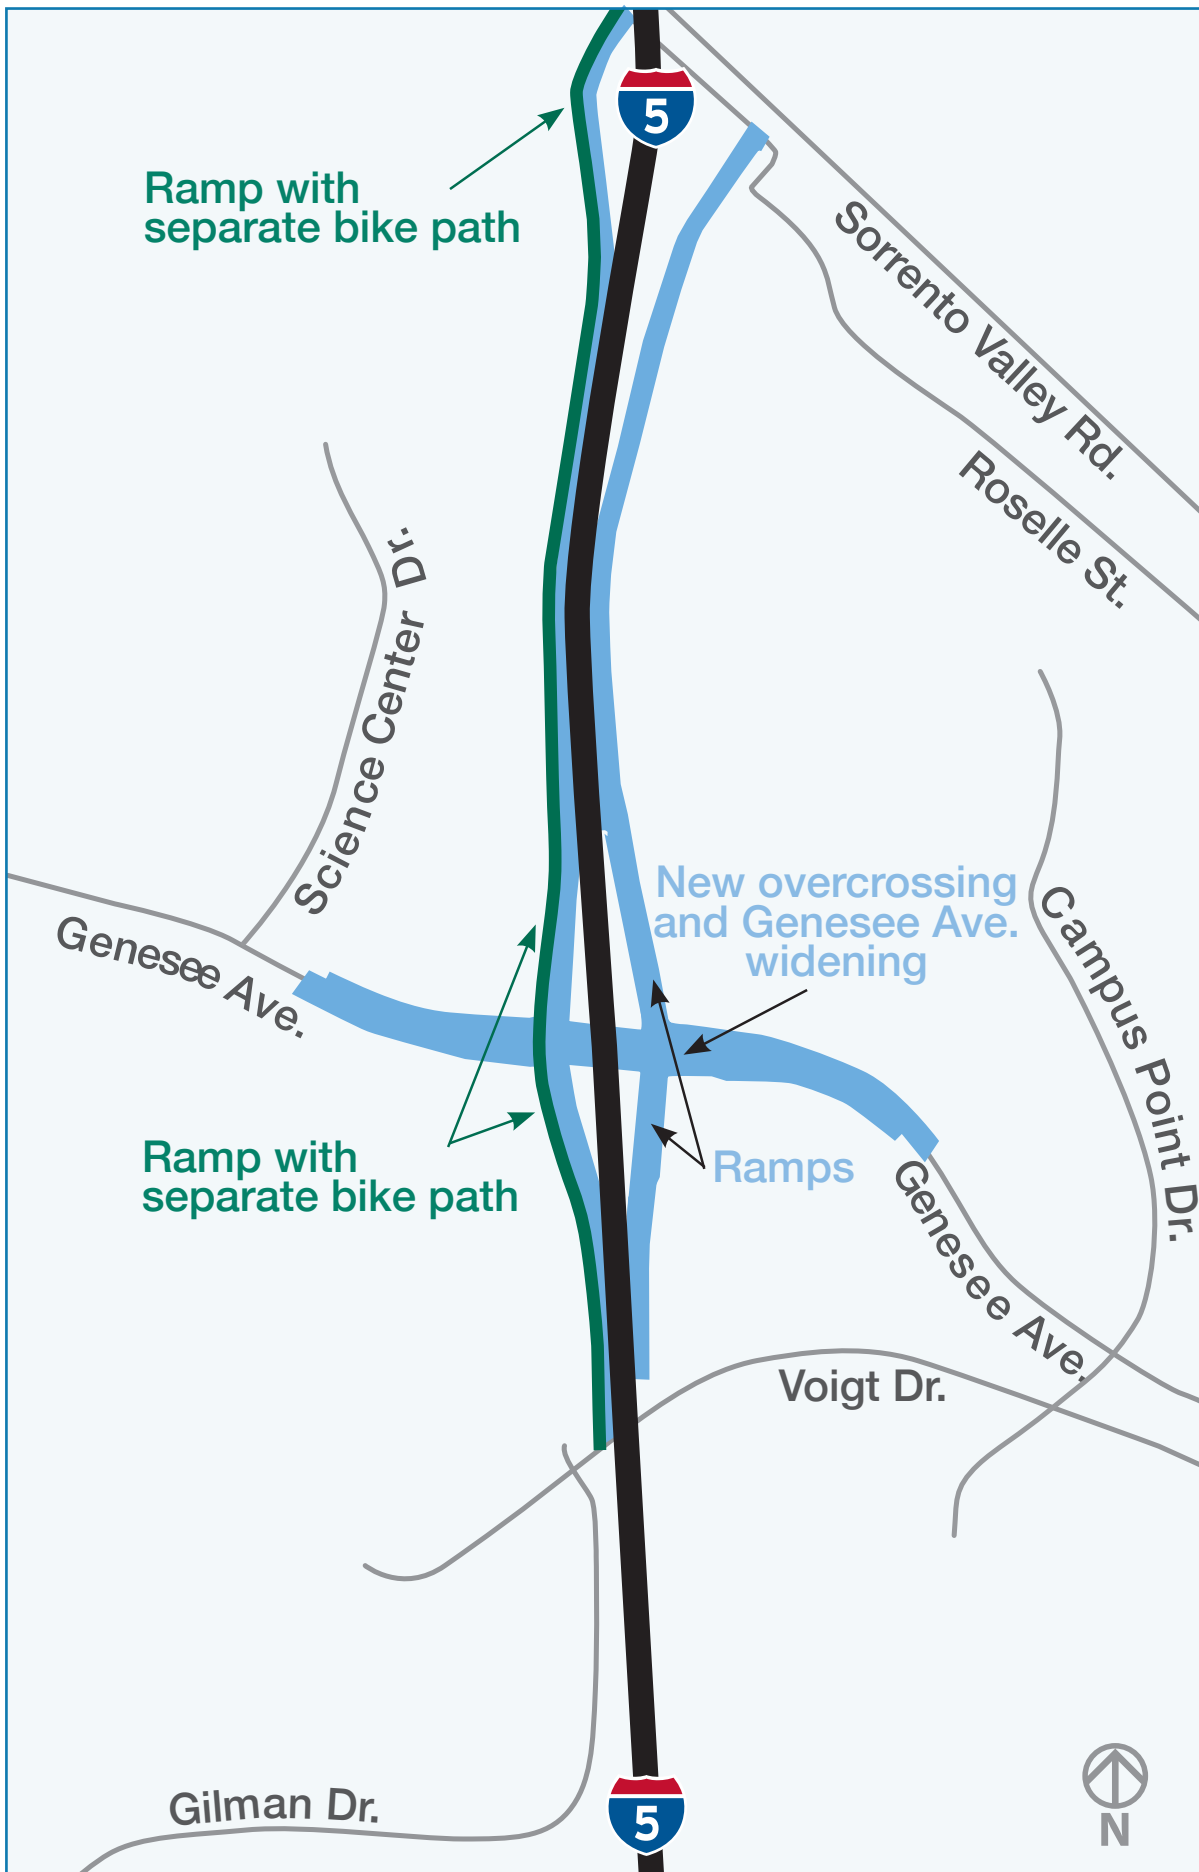 5
Ramp with
separate bike path
Sorrento Valley Rd.
Roselle St.
Science Center Dr.
New overcrossing
and Genesee Ave.
widening
Campus Point Dr.
Genesee Ave.
Ramp with
separate bike path
Ramps
Genesee Ave.
Voigt Dr.
Gilman Dr.
5
N